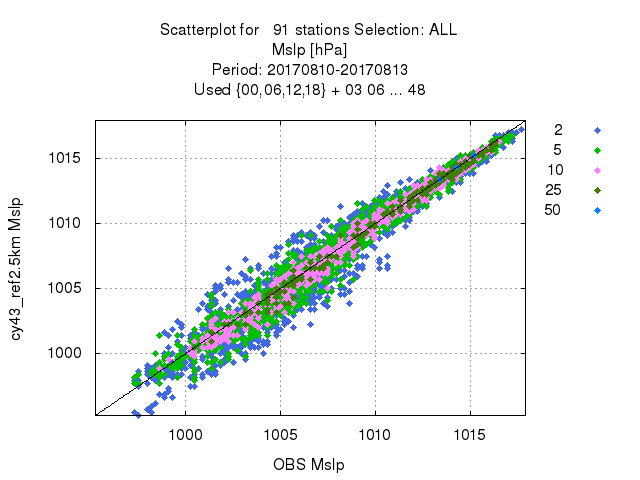 Scatterplot for 91 stations Selection: ALL
Mslp [hPa]
Period: 20170810-20170813
Used {00,06,12,18} + 03 06 ... 48
2
5
10
25
50
1015
1010
1005
1000
cy43_ref2.5km Mslp
1000 1005 1010 1015
OBS Mslp